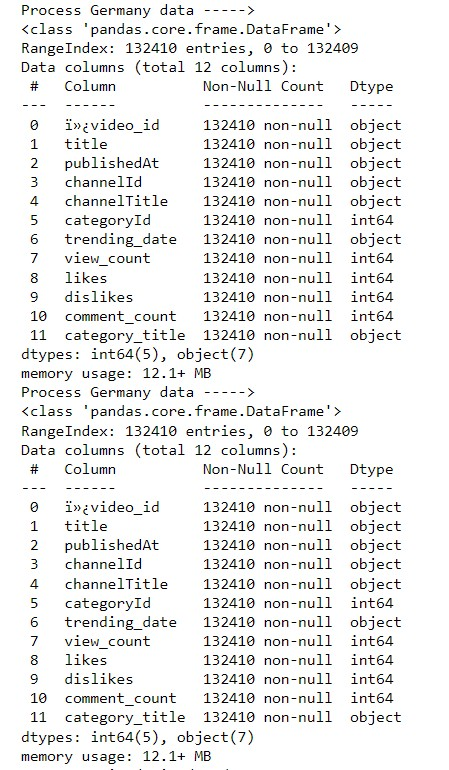 Process Germany data ----->
<class 'pandas.core.frame.DataFrame'>
RangeIndex: 132410 entries, 0 to 132409
Data columns (total 12 columns):
 #   Column          Non-Null Count   Dtype
---  ------          --------------   -----
 0   ï»¿video_id     132410 non-null  object
 1   title           132410 non-null  object
 2   publishedAt     132410 non-null  object
 3   channelId       132410 non-null  object
 4   channelTitle    132410 non-null  object
 5   categoryId      132410 non-null  int64
 6   trending_date   132410 non-null  object
 7   view_count      132410 non-null  int64
 8   likes           132410 non-null  int64
 9   dislikes        132410 non-null  int64
 10  comment_count   132410 non-null  int64
 11  category_title  132410 non-null  object
dtypes: int64(5), object(7)
memory usage: 12.1+ MB
Process Germany data ----->
<class 'pandas.core.frame.DataFrame'>
RangeIndex: 132410 entries, 0 to 132409
Data columns (total 12 columns):
 #   Column          Non-Null Count   Dtype
---  ------          --------------   -----
 0   ï»¿video_id     132410 non-null  object
 1   title           132410 non-null  object
 2   publishedAt     132410 non-null  object
 3   channelId       132410 non-null  object
 4   channelTitle    132410 non-null  object
 5   categoryId      132410 non-null  int64
 6   trending_date   132410 non-null  object
 7   view_count      132410 non-null  int64
 8   likes           132410 non-null  int64
 9   dislikes        132410 non-null  int64
 10  comment_count   132410 non-null  int64
 11  category_title  132410 non-null  object
dtypes: int64(5), object(7)
memory usage: 12.1+ MB